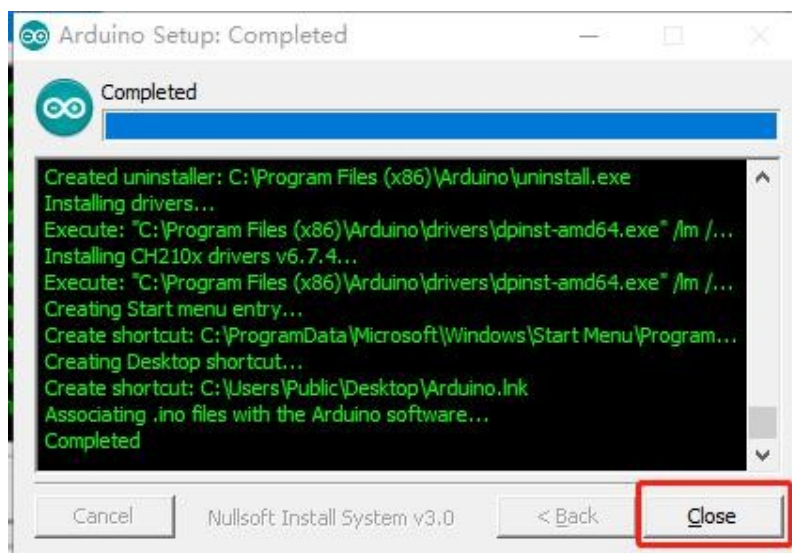 Arduino Setup: Completed
Completed
Created uninstaller: C:\Program Files (x86)\Arduino\uninstall.exe
Installing drivers...
Execute: "C:\Program Files (x86)\Arduino\drivers\dpinst-amd64.exe" /lm /...
Installing CH210x drivers v6.7.4...
Execute: "C:\Program Files (x86)\Arduino\drivers\dpinst-amd64.exe" /lm /...
Creating Start menu entry...
Create shortcut: C:\ProgramData\Microsoft\Windows\Start Menu\Program...
Creating Desktop shortcut...
Create shortcut: C:\Users\Public\Desktop\Arduino.lnk
Associating .ino files with the Arduino software...
Completed
Cancel Nullsoft Install System v3.0 < Back Close